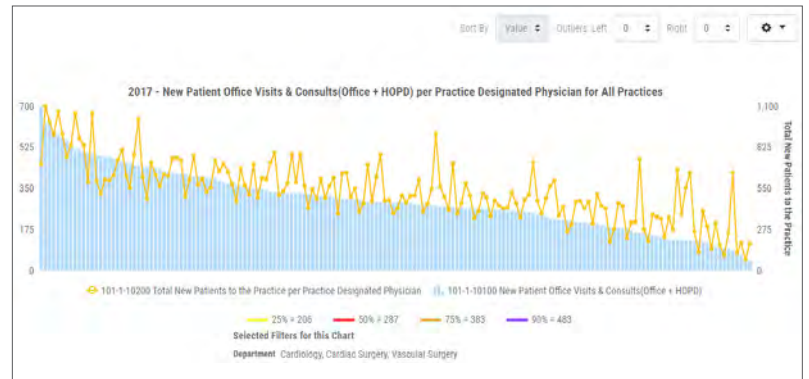 Sort By Value Outliers: Left 0 Right 0
2017 - New Patient Office Visits & Consults(Office + HOPD) per Practice Designated Physician for All Practices
700 1,100
525 825
350 550
175 275
0 0
Total New Patients to the Practice
101-1-10200 Total New Patients to the Practice per Practice Designated Physician 101-1-10100 New Patient Office Visits & Consults(Office + HOPD)
25% = 206 50% = 287 75% = 383 90% = 483
Selected Filters for this Chart
Department Cardiology, Cardiac Surgery, Vascular Surgery